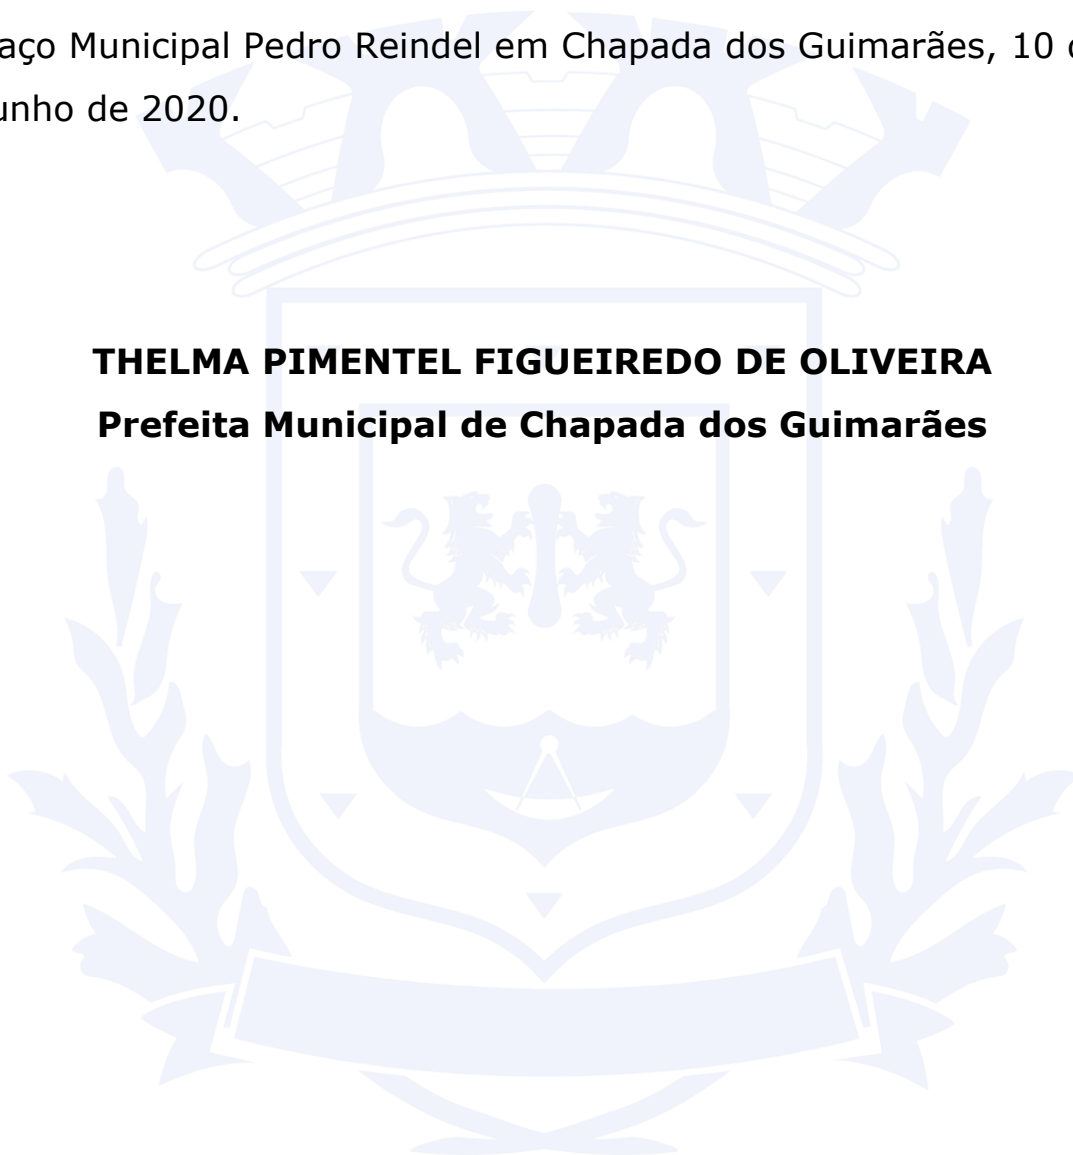 aço Municipal Pedro Reindel em Chapada dos Guimarães, 10
unho de 2020.
THELMA PIMENTEL FIGUEIREDO DE OLIVEIRA
Prefeita Municipal de Chapada dos Guimarães